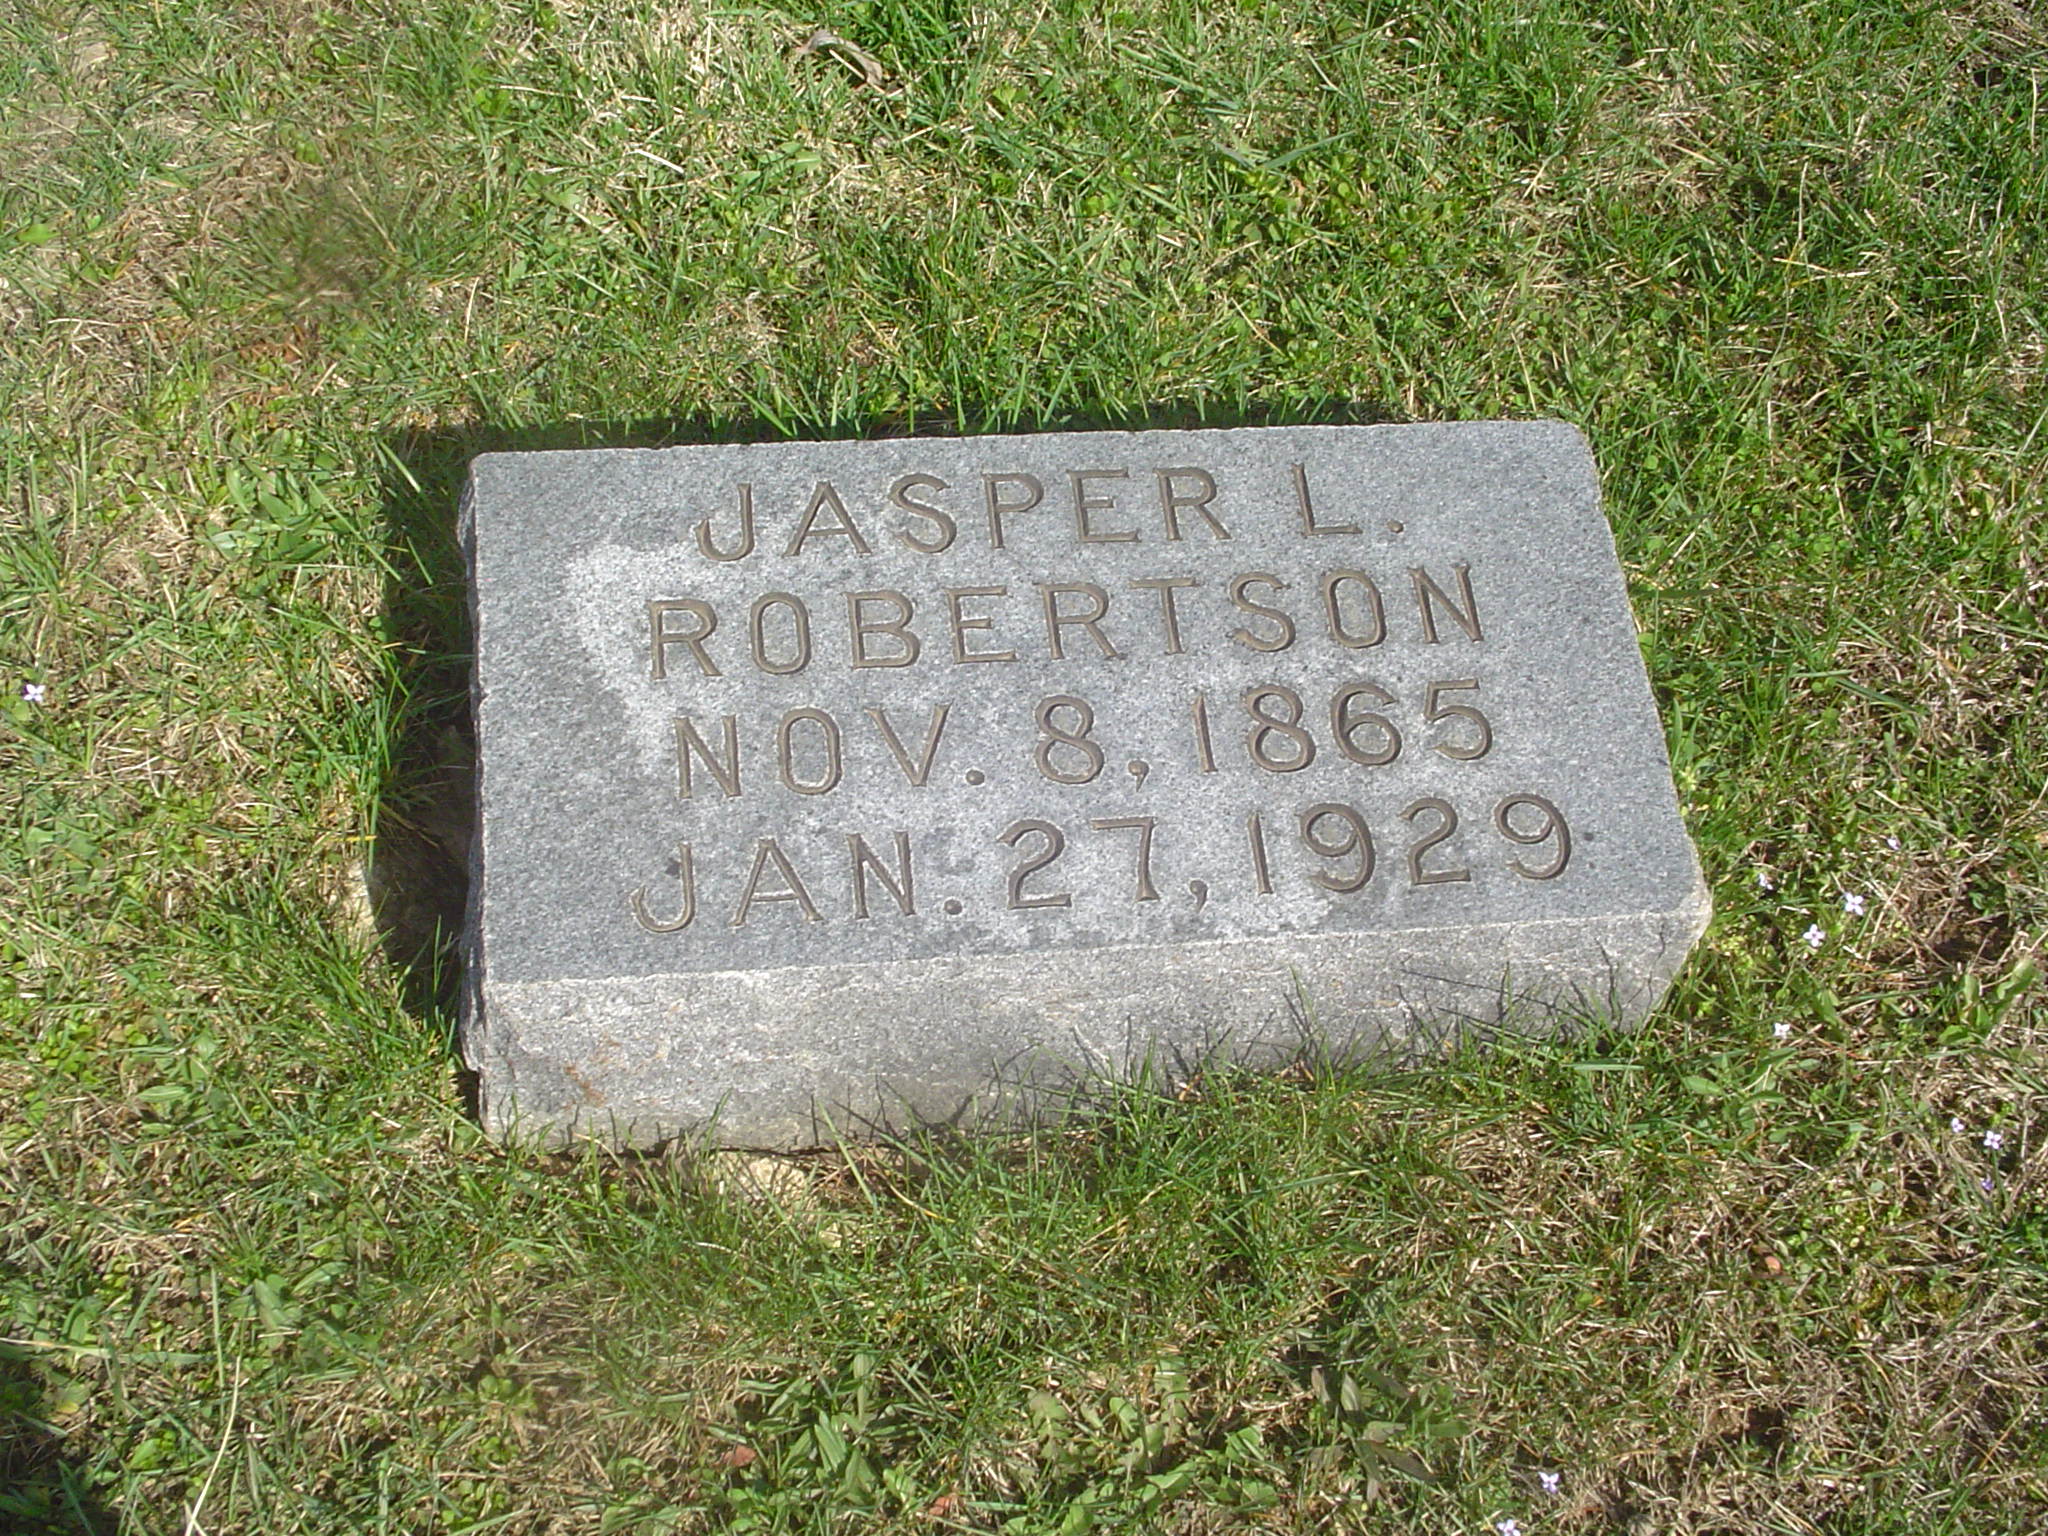 JASPER L.
ROBERTSON
NOV. 8, 1865
JAN. 27, 1929